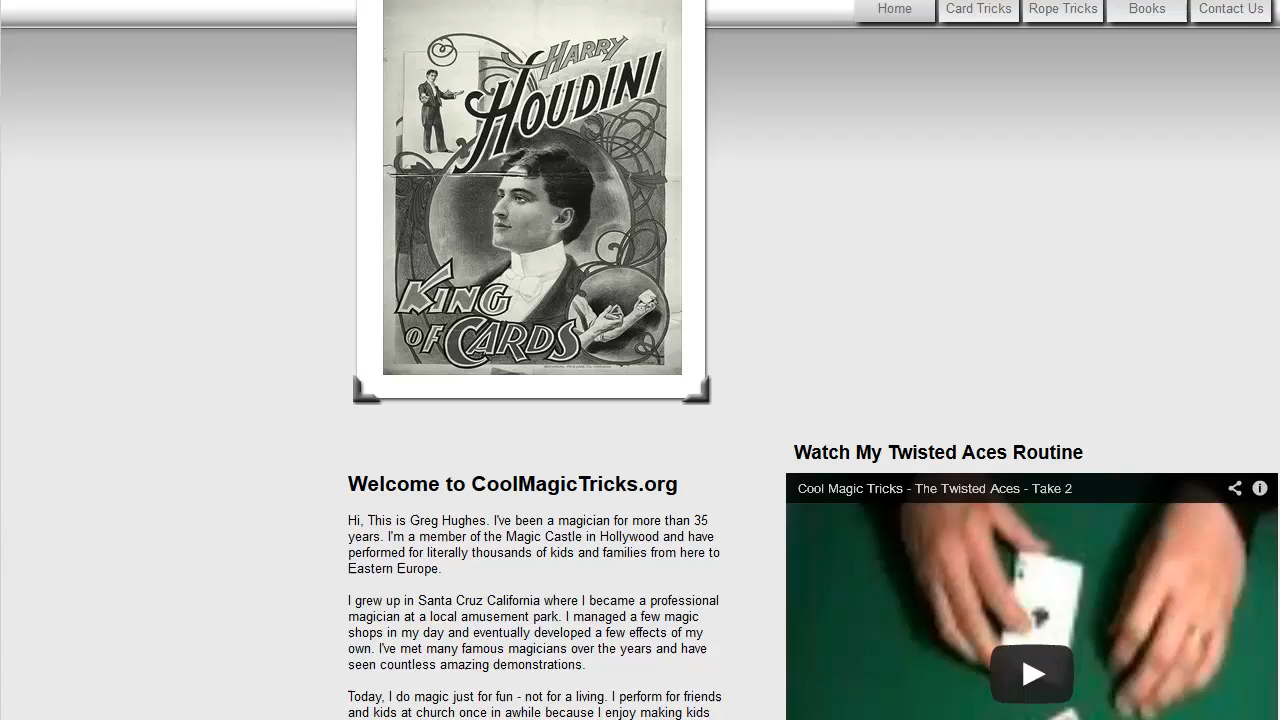 Home
Card Tricks
Rope Tricks
Books
Contact Us
HARRY
HOUDINI
KING
OF CARDS
Watch My Twisted Aces Routine
Cool Magic Tricks - The Twisted Aces - Take 2
Welcome to CoolMagicTricks.org
Hi, This is Greg Hughes. I've been a magician for more than 35
years. I'm a member of the Magic Castle in Hollywood and have
performed for literally thousands of kids and families from here to
Eastern Europe.
I grew up in Santa Cruz California where I became a professional
magician at a local amusement park. I managed a few magic
shops in my day and eventually developed a few effects of my
own. I've met many famous magicians over the years and have
seen countless amazing demonstrations.
Today, I do magic just for fun - not for a living. I perform for friends
and kids at church once in awhile because I enjoy making kids